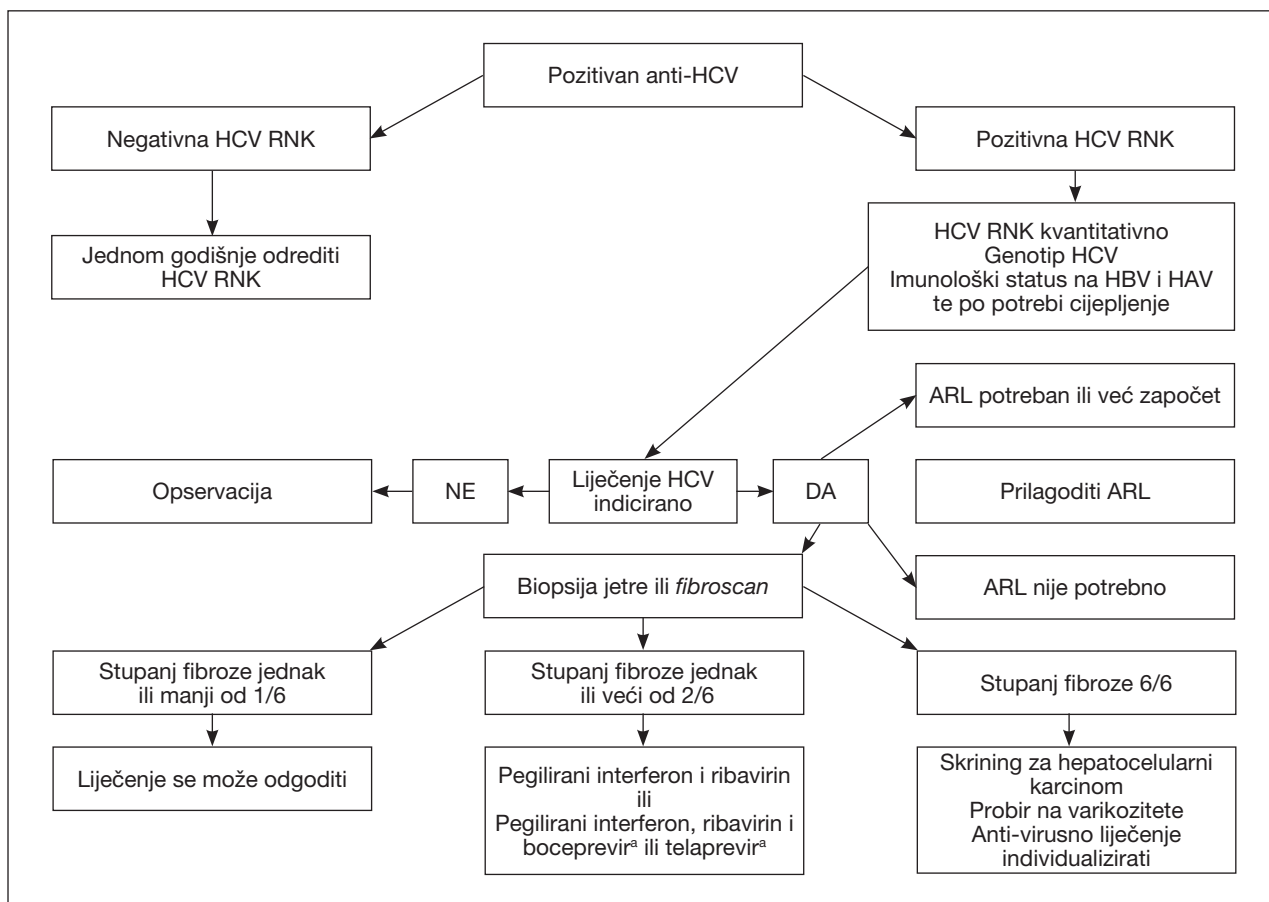 Pozitivan anti-HCV
Negativna HCV RNK
Pozitivna HCV RNK
Jednom godišnje odrediti
HCV RNK
HCV RNK kvantitativno
Genotip HCV
Imunološki status na HBV i HAV
te po potrebi cijepljenje
ARL potreban ili već započet
Opservacija
NE
Liječenje HCV
indicirano
DA
Prilagoditi ARL
Biopsija jetre ili fibroscan
ARL nije potrebno
Stupanj fibroze jednak
ili manji od 1/6
Stupanj fibroze jednak
ili veći od 2/6
Stupanj fibroze 6/6
Liječenje se može odgoditi
Pegilirani interferon i ribavirin
ili
Pegilirani interferon, ribavirin i
boceprevirᵃ ili telaprevirᵃ
Skrining za hepatocelularni
karcinom
Probir na varikozitete
Anti-virusno liječenje
individualizirati